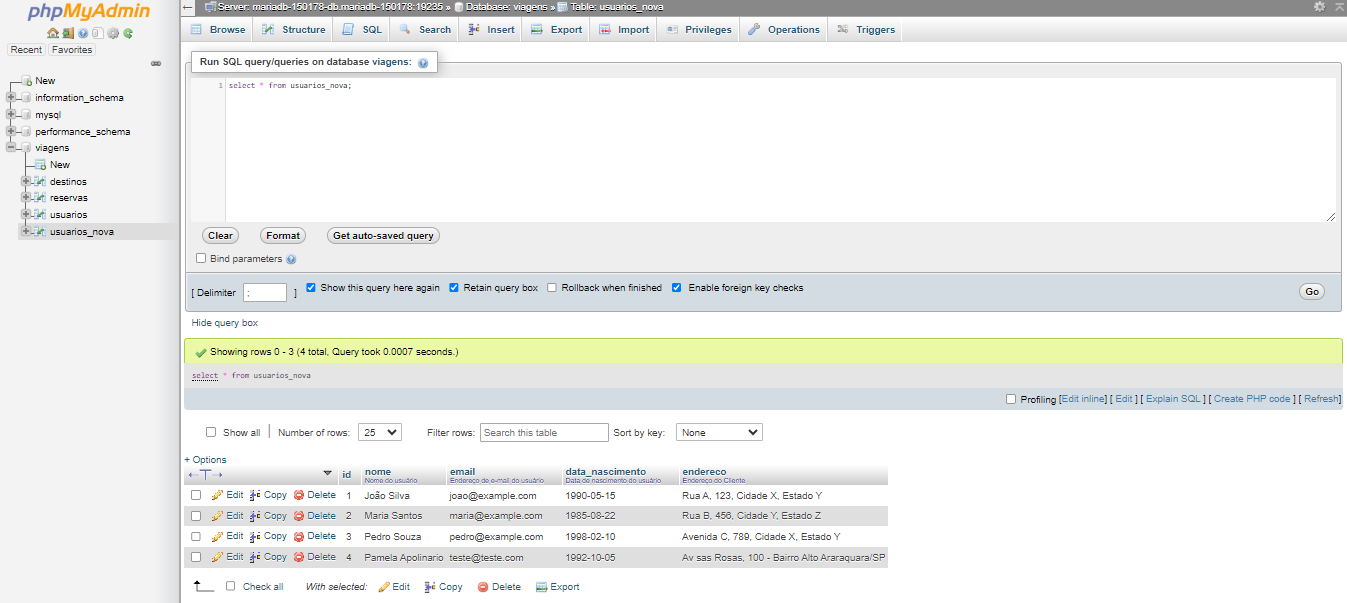 phpMyAdmin
Recent Favorites
New
information_schema
mysql
performance_schema
viagens
New
destinos
reservas
usuarios
usuarios_nova
Server: mariadb-150178-db.mariadb-150178:19235 » Database: viagens » Table: usuarios_nova
Browse Structure SQL Search Insert Export Import Privileges Operations Triggers
Run SQL query/queries on database viagens:
1 select * from usuarios_nova;
Clear Format Get auto-saved query
Bind parameters
[ Delimiter ; ] Show this query here again Retain query box Rollback when finished Enable foreign key checks Go
Hide query box
Showing rows 0 - 3 (4 total, Query took 0.0007 seconds.)
select * from usuarios_nova
Profiling [Edit inline] [ Edit ] [ Explain SQL ] [ Create PHP code ] [ Refresh]
Show all Number of rows: 25 Filter rows: Search this table Sort by key: None
+ Options
←T→ id nome email data_nascimento endereco
Nome do usuário Endereço de e-mail do usuário Data de nascimento do usuário Endereço do Cliente
Edit Copy Delete 1 João Silva joao@example.com 1990-05-15 Rua A, 123, Cidade X, Estado Y
Edit Copy Delete 2 Maria Santos maria@example.com 1985-08-22 Rua B, 456, Cidade Y, Estado Z
Edit Copy Delete 3 Pedro Souza pedro@example.com 1998-02-10 Avenida C, 789, Cidade X, Estado Y
Edit Copy Delete 4 Pamela Apolinario teste@teste.com 1992-10-05 Av sas Rosas, 100 - Bairro Alto Araraquara/SP
Check all With selected: Edit Copy Delete Export